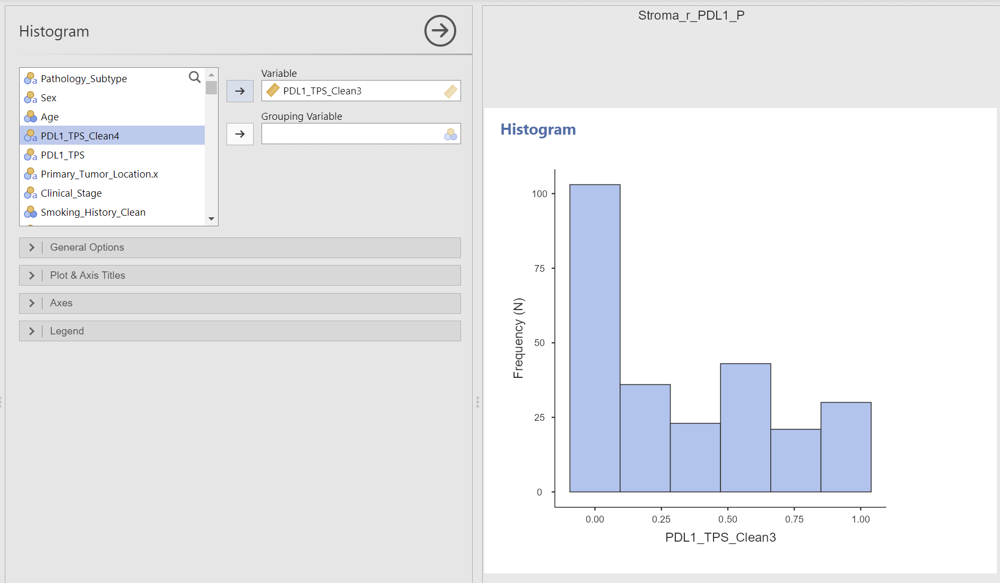 Histogram
Pathology_Subtype
Sex
Age
PDL1_TPS_Clean4
PDL1_TPS
Primary_Tumor_Location.x
Clinical_Stage
Smoking_History_Clean
Variable
PDL1_TPS_Clean3
Grouping Variable
General Options
Plot & Axis Titles
Axes
Legend
Stroma_r_PDL1_P
Histogram
100
75
50
25
0
Frequency (N)
0.00 0.25 0.50 0.75 1.00
PDL1_TPS_Clean3